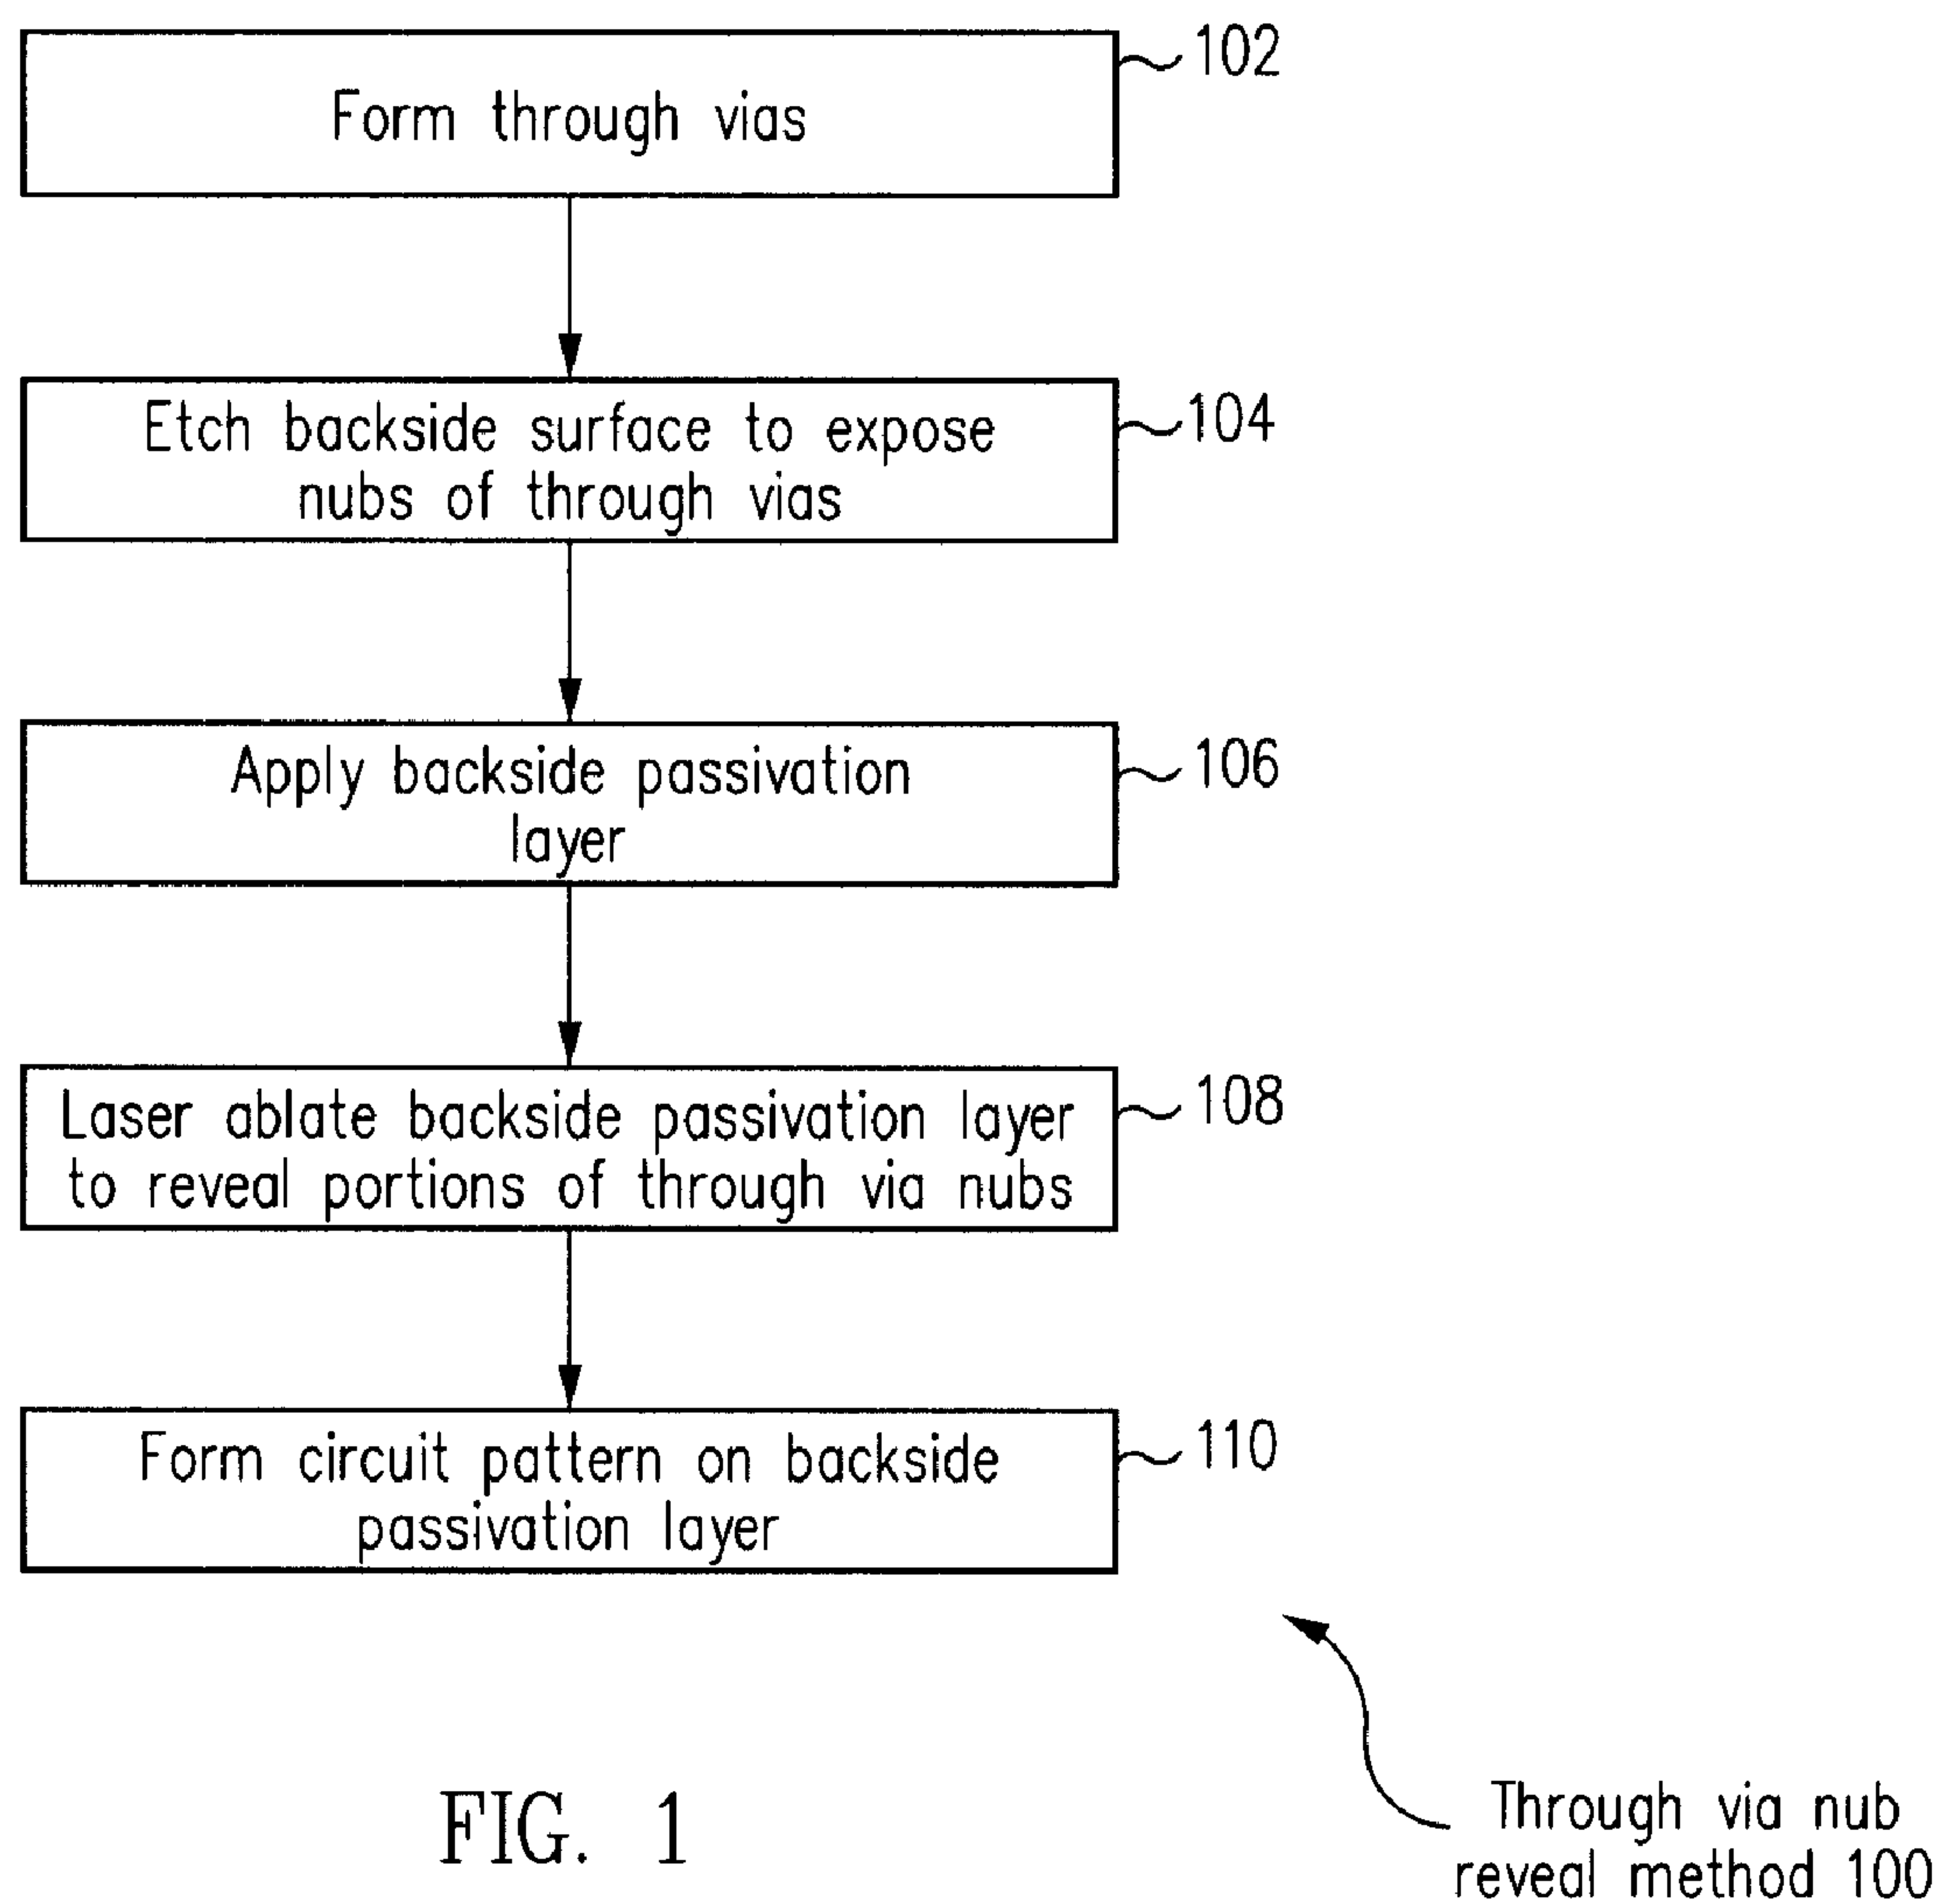 102
Form through vias
104
Etch backside surface to expose
nubs of through vias
106
Apply backside passivation
layer
108
Laser ablate backside passivation layer
to reveal portions of through via nubs
110
Form circuit pattern on backside
passivation layer
FIG. 1
Through via nub
reveal method 100